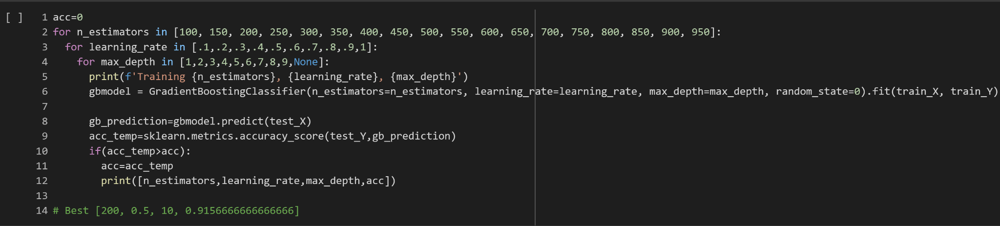 [ ] 1 acc=0
2 for n_estimators in [100, 150, 200, 250, 300, 350, 400, 450, 500, 550, 600, 650, 700, 750, 800, 850, 900, 950]:
3   for learning_rate in [.1,.2,.3,.4,.5,.6,.7,.8,.9,1]:
4     for max_depth in [1,2,3,4,5,6,7,8,9,None]:
5       print(f'Training {n_estimators}, {learning_rate}, {max_depth}')
6       gbmodel = GradientBoostingClassifier(n_estimators=n_estimators, learning_rate=learning_rate, max_depth=max_depth, random_state=0).fit(train_X, train_Y)
7
8       gb_prediction=gbmodel.predict(test_X)
9       acc_temp=sklearn.metrics.accuracy_score(test_Y,gb_prediction)
10       if(acc_temp>acc):
11         acc=acc_temp
12         print([n_estimators,learning_rate,max_depth,acc])
13
14 # Best [200, 0.5, 10, 0.9156666666666666]